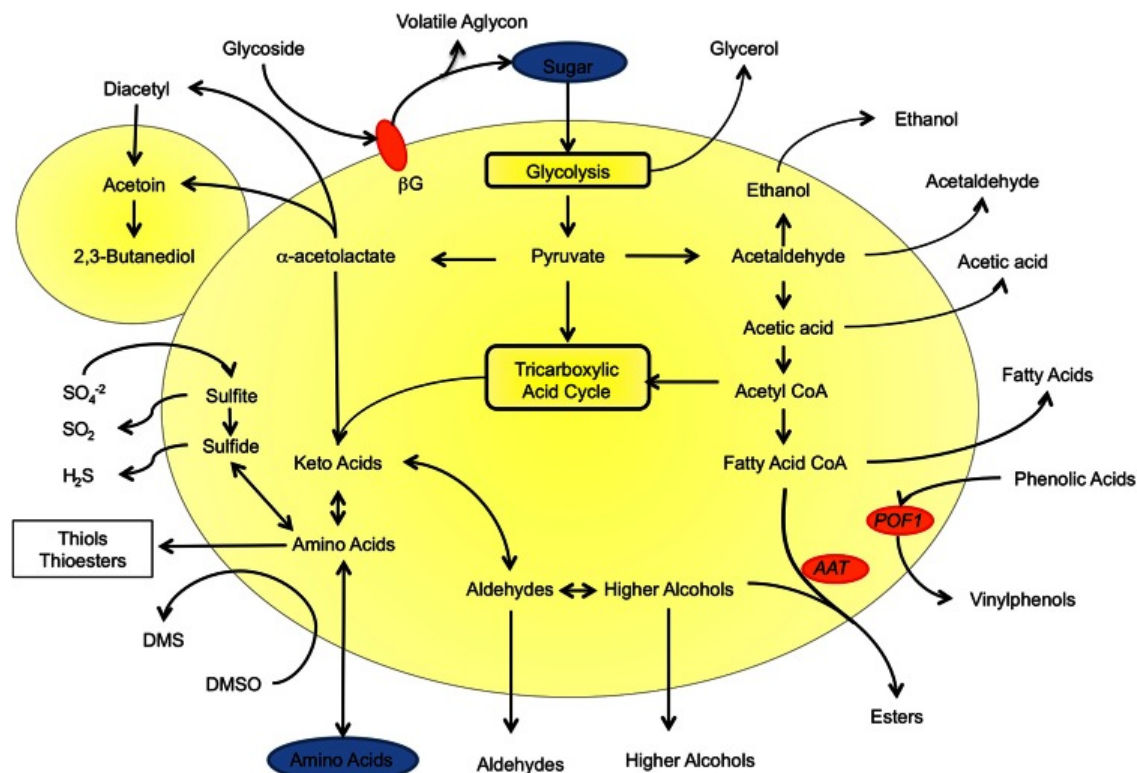 Volatile Aglycon
Glycoside
Sugar
Glycerol
Diacetyl
Ethanol
βG
Glycolysis
Acetoin
Ethanol
Acetaldehyde
2,3-Butanediol
α-acetolactate
Pyruvate
Acetaldehyde
Acetic acid
Acetic acid
SO₄⁻²
Sulfite
Tricarboxylic
Acid Cycle
Acetyl CoA
Fatty Acids
SO₂
Sulfide
H₂S
Keto Acids
Fatty Acid CoA
Phenolic Acids
POF1
Thiols
Thioesters
Amino Acids
AAT
Aldehydes
Higher Alcohols
Vinylphenols
DMS
DMSO
Esters
Amino Acids
Aldehydes
Higher Alcohols